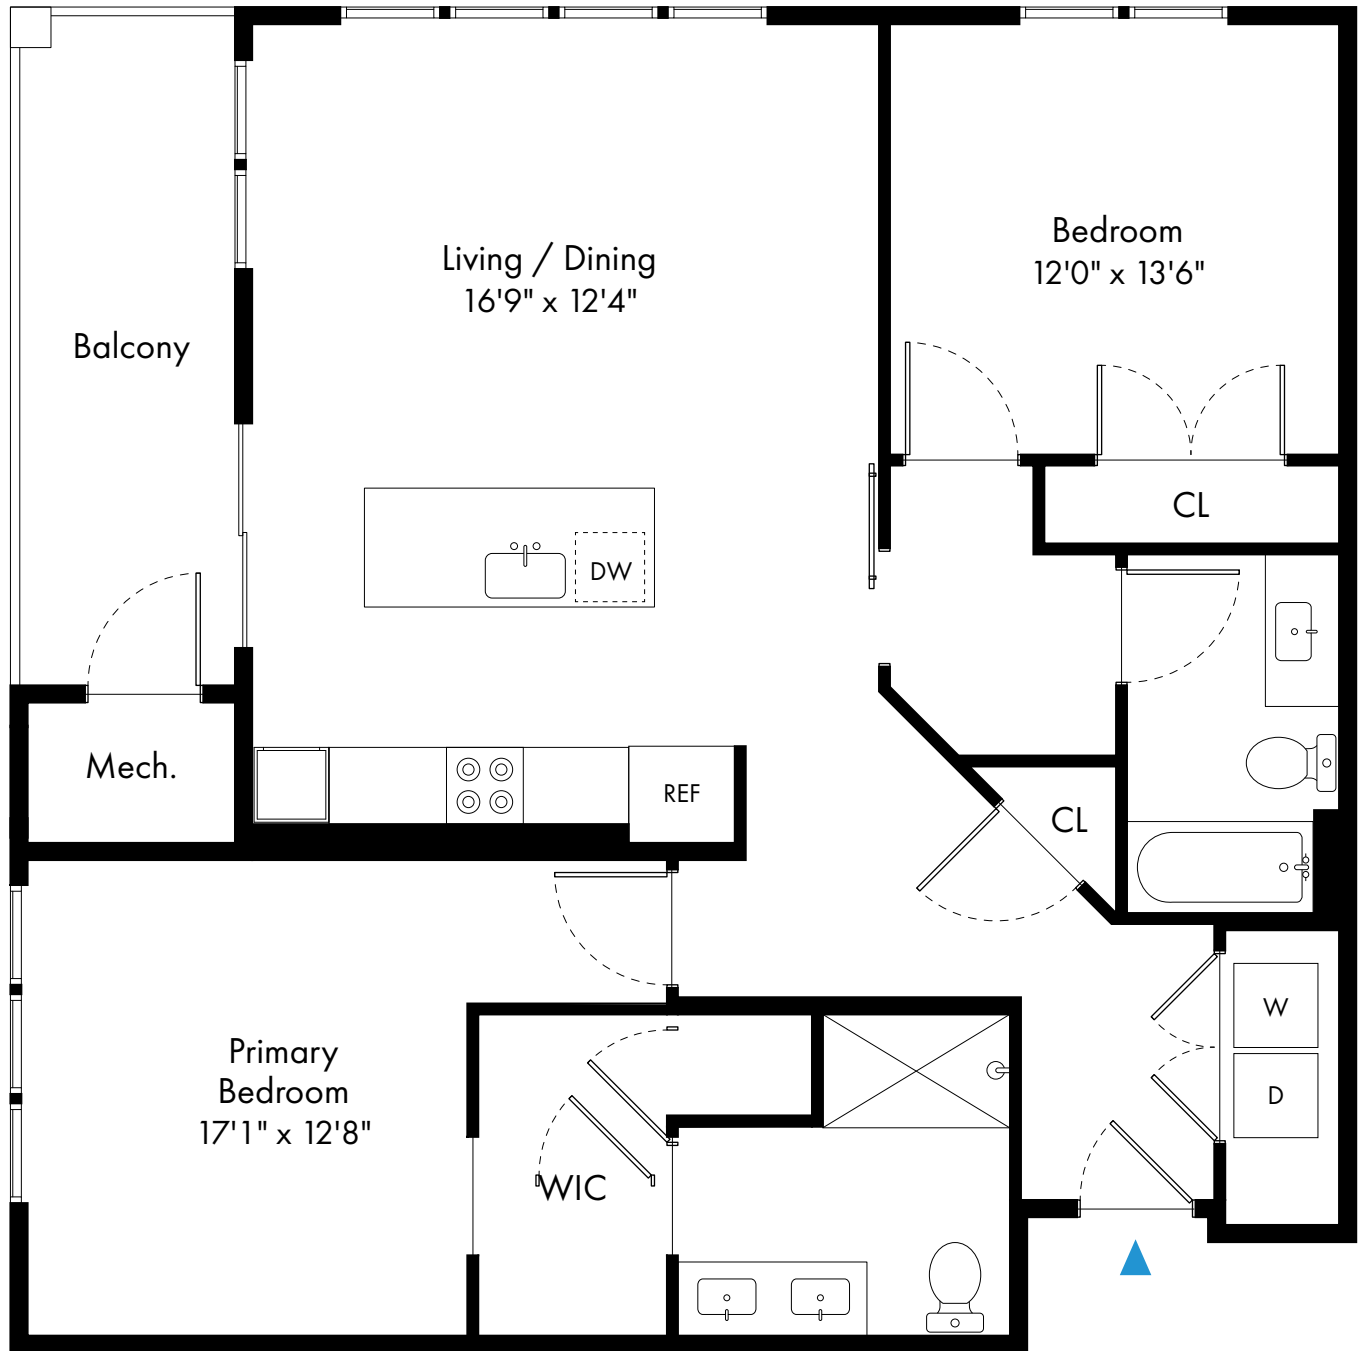 Living / Dining
16'9" x 12'4"
Bedroom
12'0" x 13'6"
Balcony
CL
DW
Mech.
REF
CL
W
D
Primary
Bedroom
17'1" x 12'8"
WIC